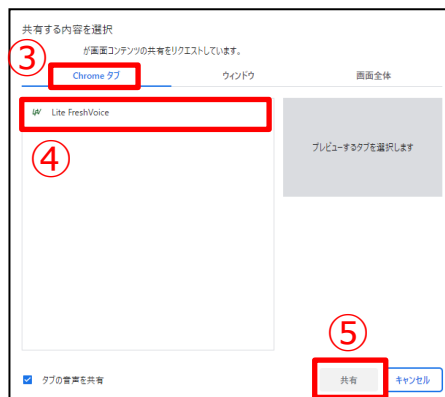 共有する内容を選択
が画面コンテンツの共有をリクエストしています。
③
Chrome タブ
ウィンドウ
画面全体
Lite FreshVoice
④
プレビューするタブを選択します
⑤
タブの音声を共有
共有
キャンセル